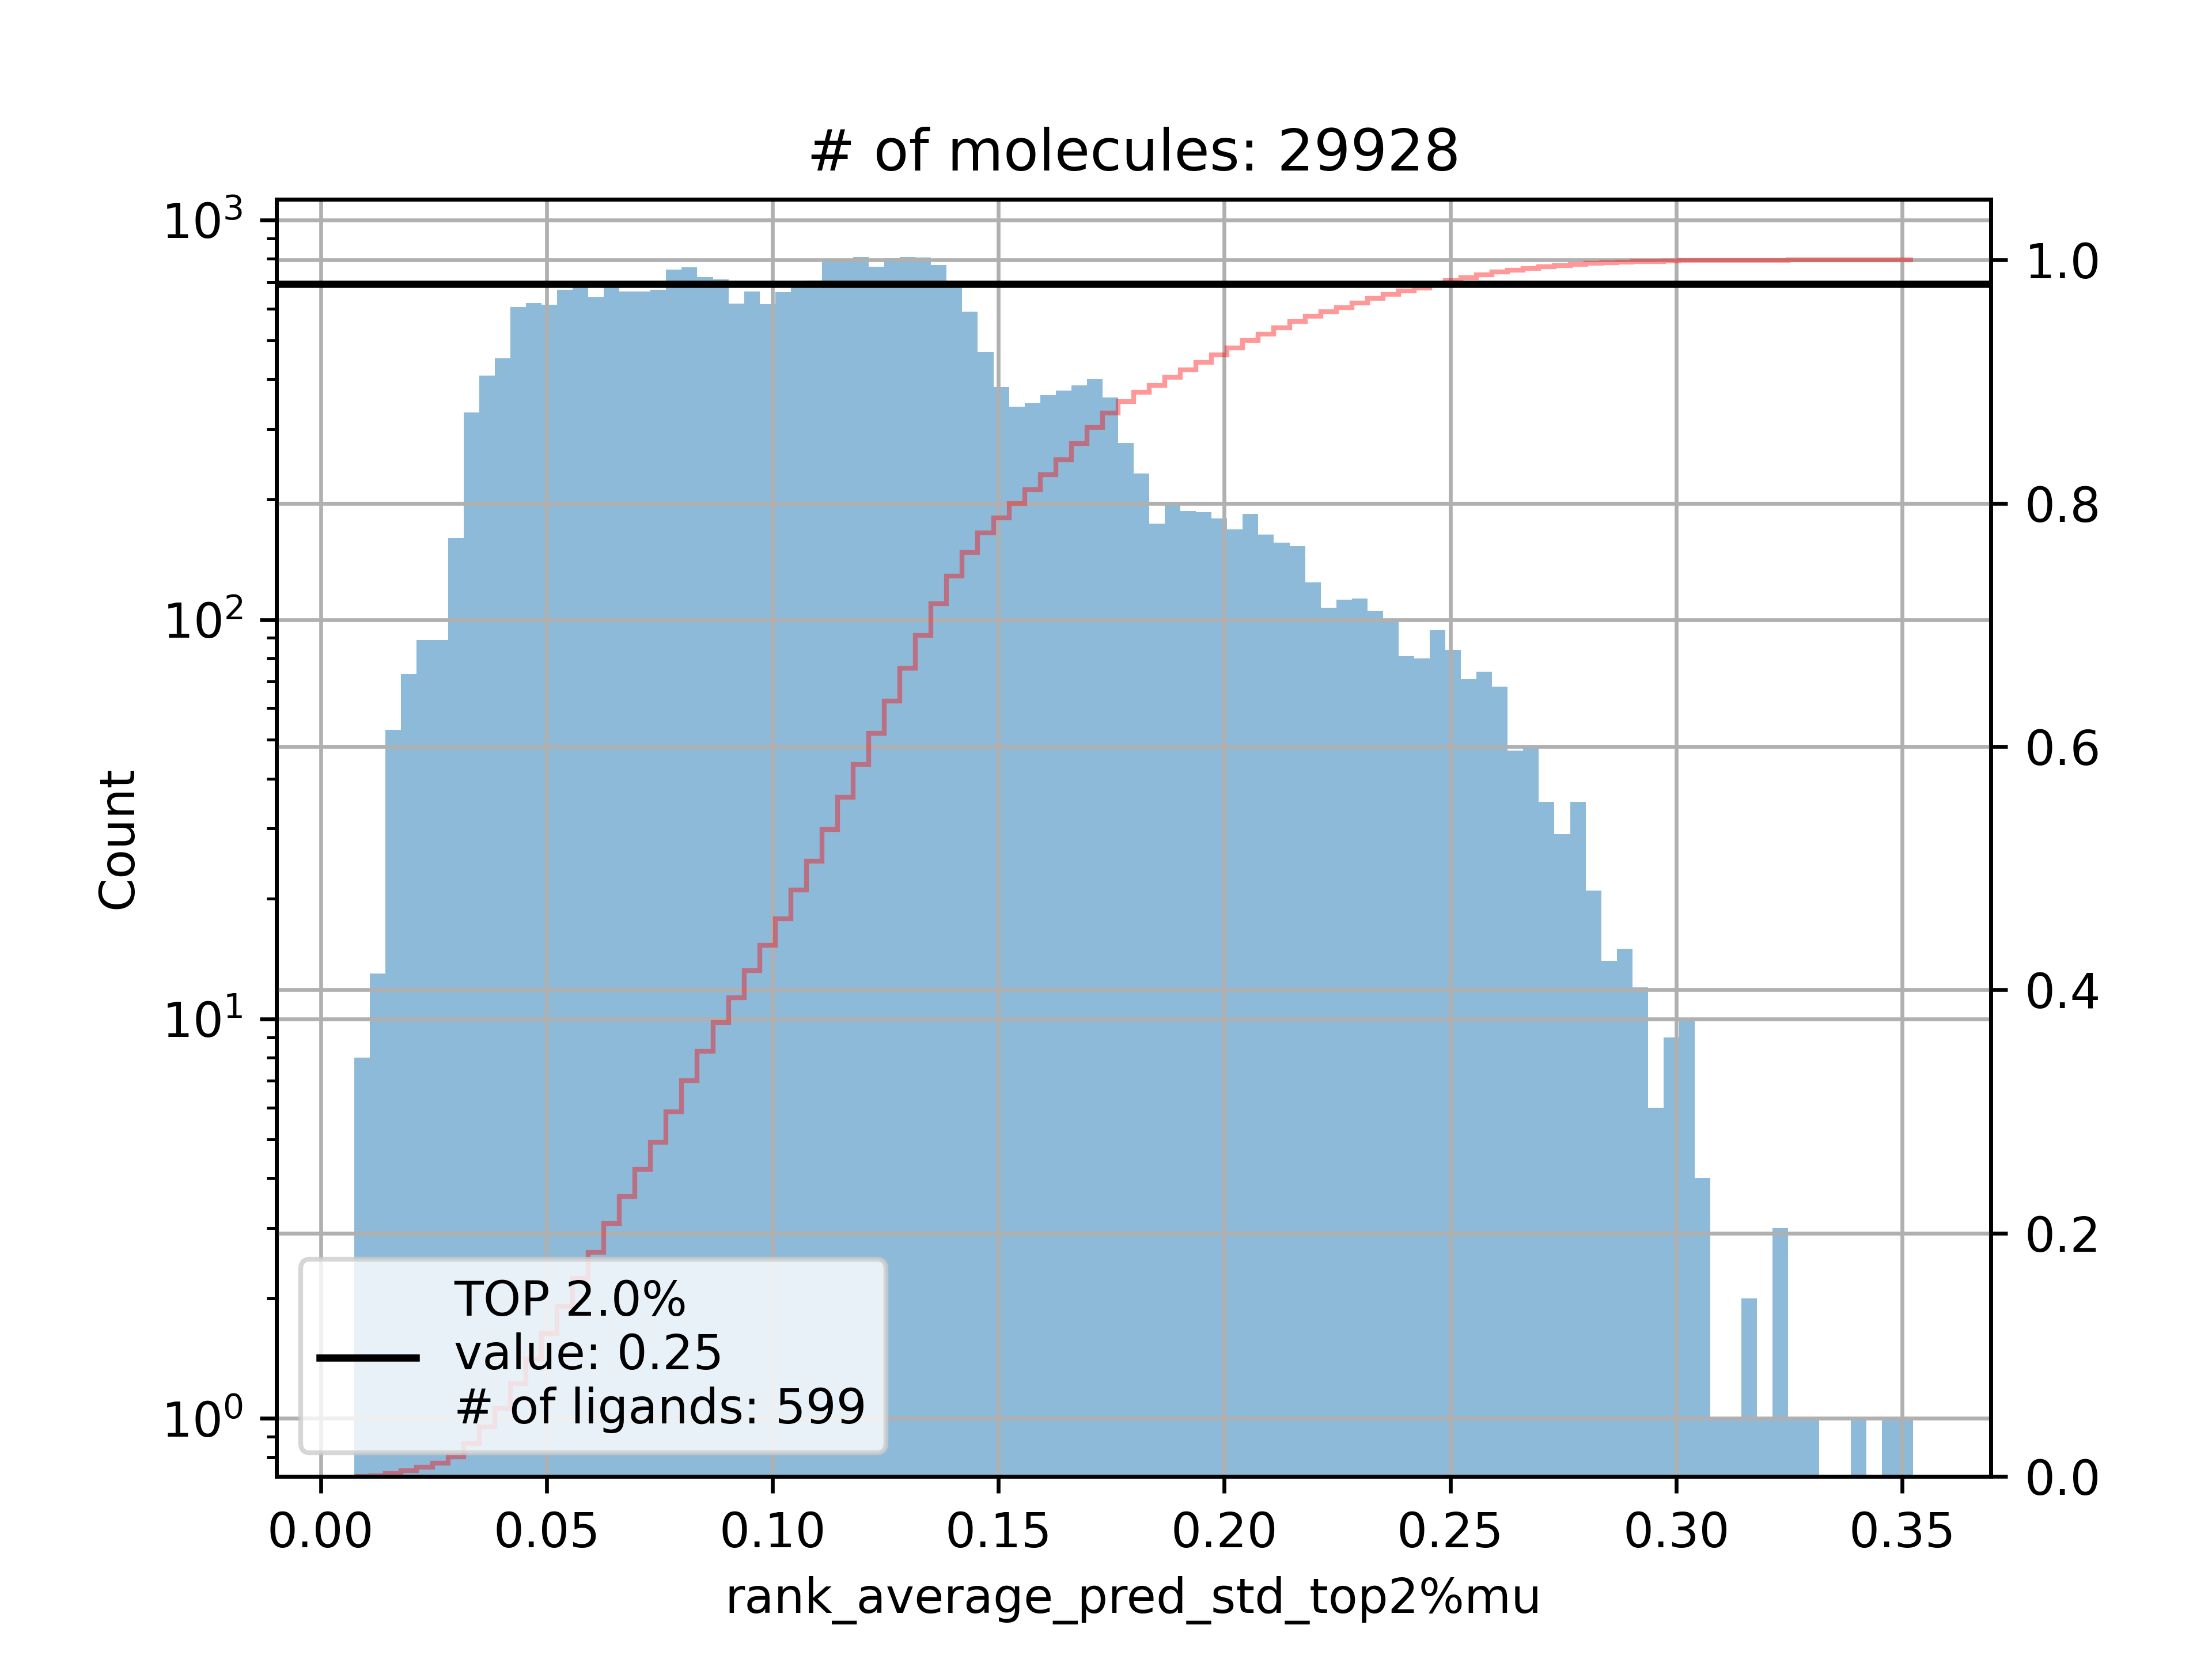 # of molecules: 29928
10³
10²
10¹
10⁰
Count
1.0
0.8
0.6
0.4
0.2
0.0
TOP 2.0%
value: 0.25
# of ligands: 599
0.00 0.05 0.10 0.15 0.20 0.25 0.30 0.35
rank_average_pred_std_top2%mu